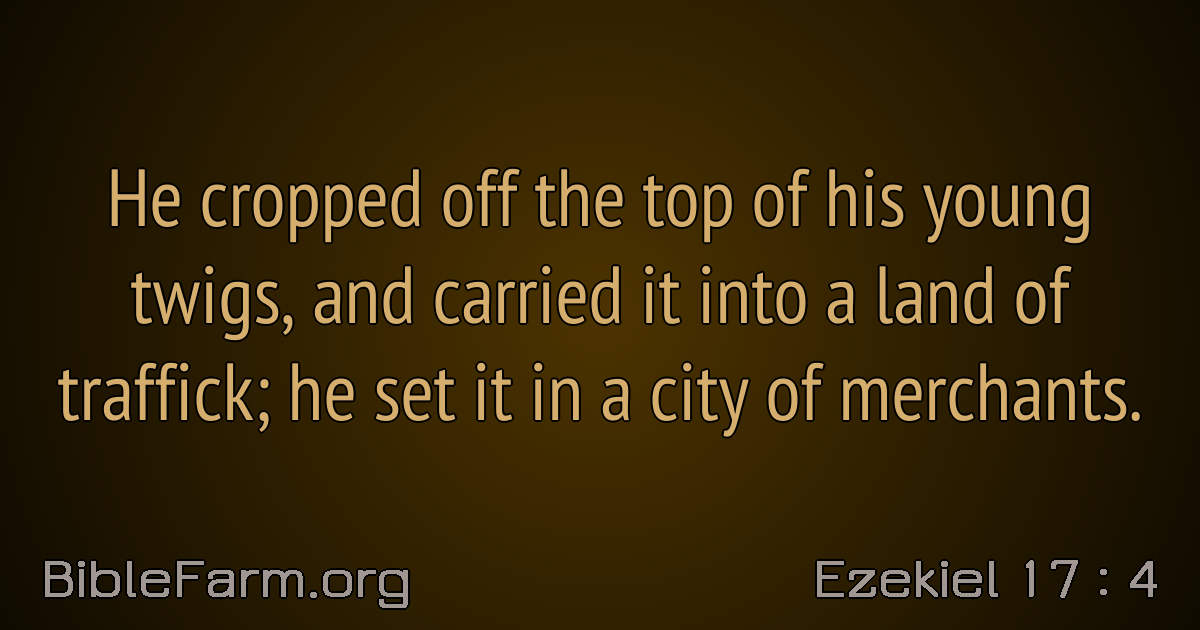 He cropped off the top of his young
twigs, and carried it into a land of
traffick; he set it in a city of merchants.
BibleFarm.org
Ezekiel 17 : 4